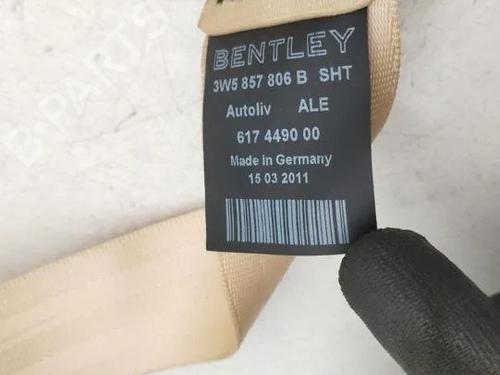 BENTLEY
3W5 857 806 B SHT
Autoliv ALE
617 4490 00
Made in Germany
15 03 2011